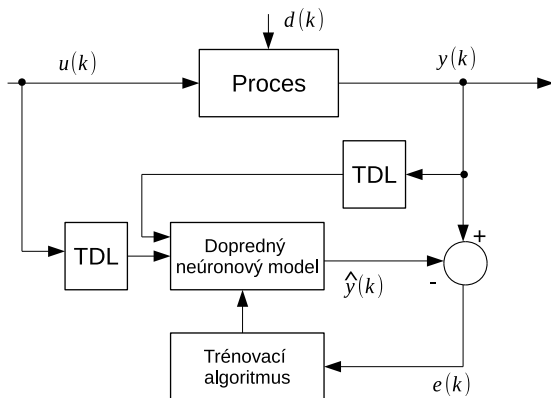 d(k)
u(k)
Proces
y(k)
TDL
TDL
Dopredný
neúronový model
+
-
ŷ(k)
Trénovací
algoritmus
e(k)